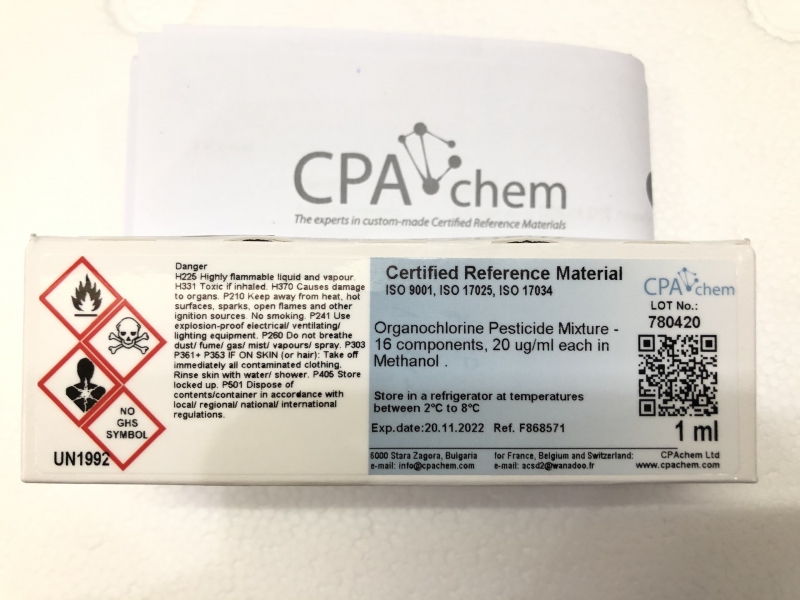 CPA chem
The experts in custom-made Certified Reference Materials
Danger
H225 Highly flammable liquid and vapour.
H331 Toxic if inhaled. H370 Causes damage
to organs. P210 Keep away from heat, hot
surfaces, sparks, open flames and other
ignition sources. No smoking. P241 Use
explosion-proof electrical/ ventilating/
lighting equipment. P260 Do not breathe
dust/ fume/ gas/ mist/ vapours/ spray. P303
P361+ P353 IF ON SKIN (or hair): Take off
immediately all contaminated clothing.
Rinse skin with water/ shower. P405 Store
locked up. P501 Dispose of
contents/container in accordance with
local/ regional/ national/ international
regulations.
NO
GHS
SYMBOL
UN1992
Certified Reference Material
ISO 9001, ISO 17025, ISO 17034
Organochlorine Pesticide Mixture -
16 components, 20 ug/ml each in
Methanol .
Store in a refrigerator at temperatures
between 2ºC to 8ºC
Exp.date:20.11.2022 Ref. F868571
CPA chem
LOT No.:
780420
1 ml
6000 Stara Zagora, Bulgaria
e-mail: info@cpachem.com
for France, Belgium and Switzerland:
e-mail: acsd2@wanadoo.fr
CPAchem Ltd
www.cpachem.com